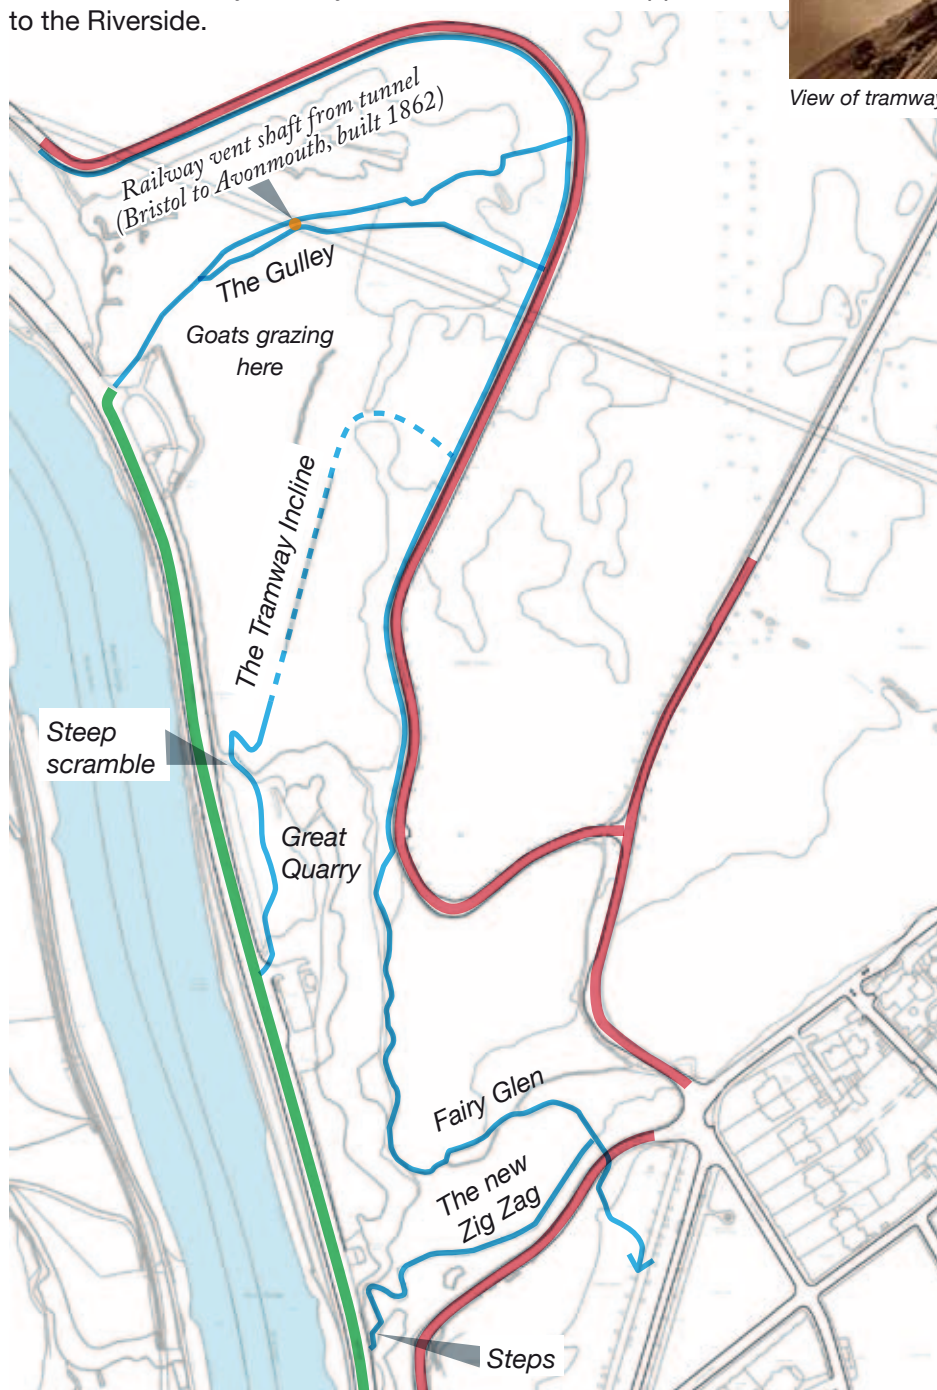 to the Riverside.
View of tramway
Railway vent shaft from tunnel
(Bristol to Avonmouth, built 1862)
The Gulley
Goats grazing
here
The Tramway Incline
Steep
scramble
Great
Quarry
Fairy Glen
The new
Zig Zag
Steps